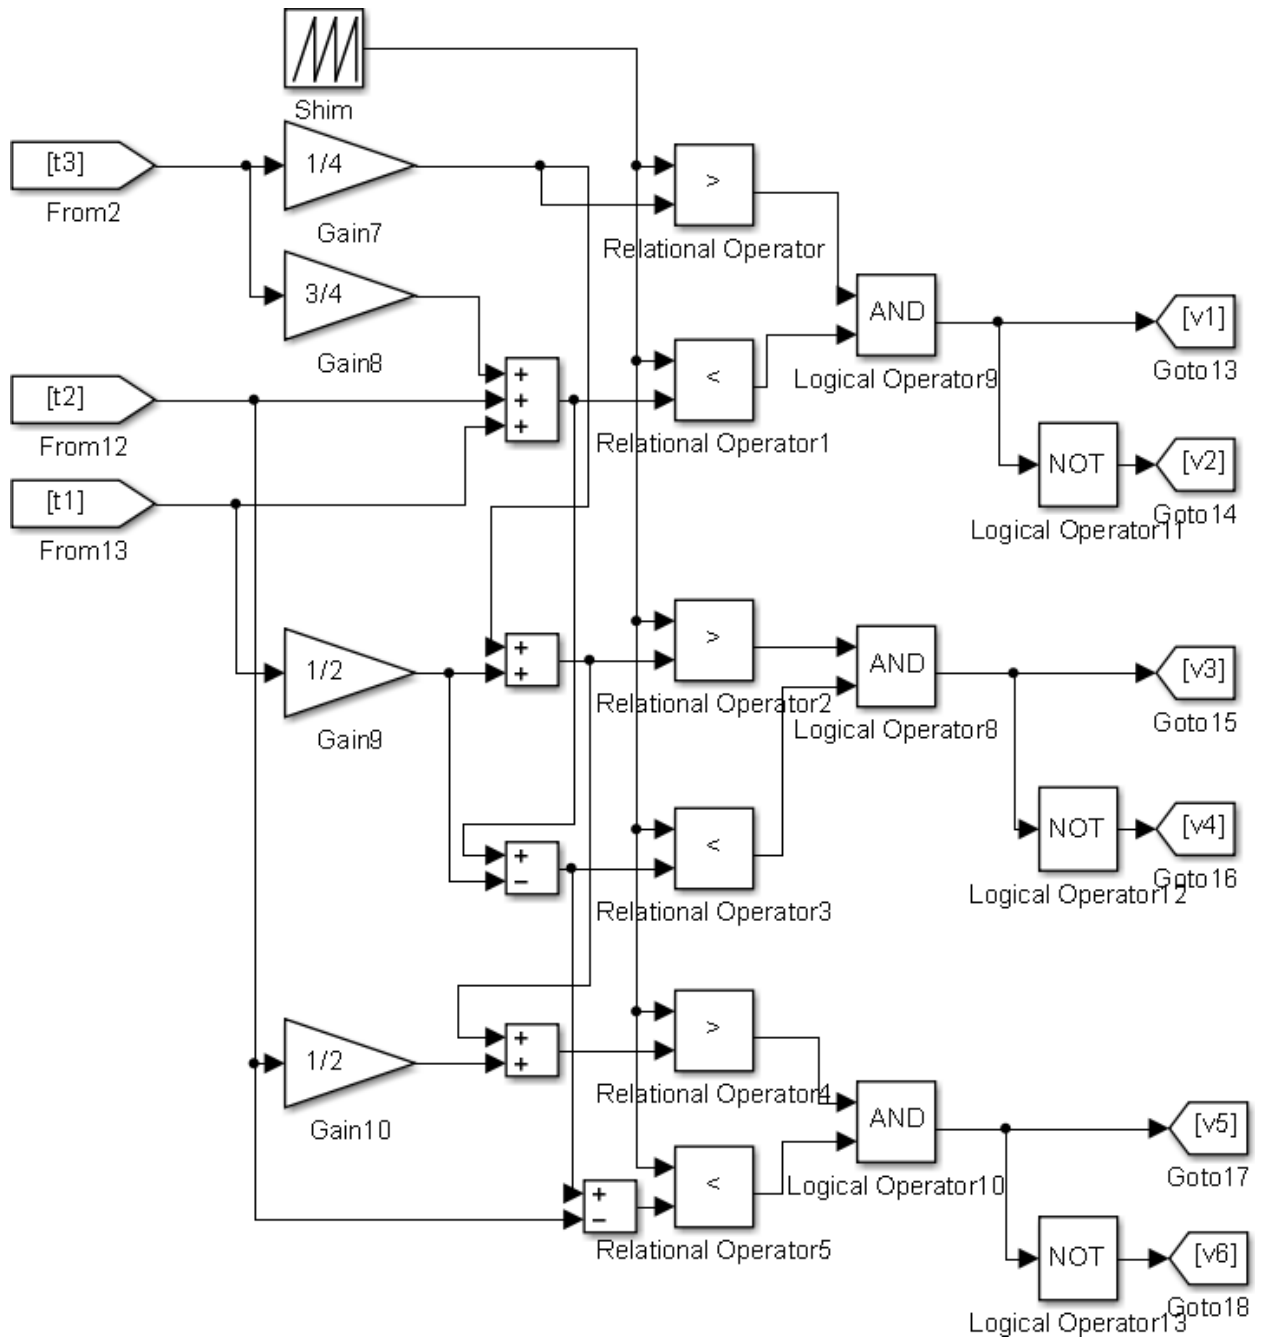 Shim
[t3]
From2
1/4
Gain7
>
Relational Operator
3/4
Gain8
AND
Logical Operator9
[v1]
Goto13
[t2]
From12
+
+
+
<
Relational Operator1
[t1]
From13
NOT
Logical Operator11
[v2]
Goto14
1/2
Gain9
+
+
>
Relational Operator2
AND
Logical Operator8
[v3]
Goto15
+
−
<
Relational Operator3
NOT
Logical Operator12
[v4]
Goto16
1/2
Gain10
+
+
>
Relational Operator4
AND
Logical Operator10
[v5]
Goto17
+
−
<
Relational Operator5
NOT
Logical Operator13
[v6]
Goto18